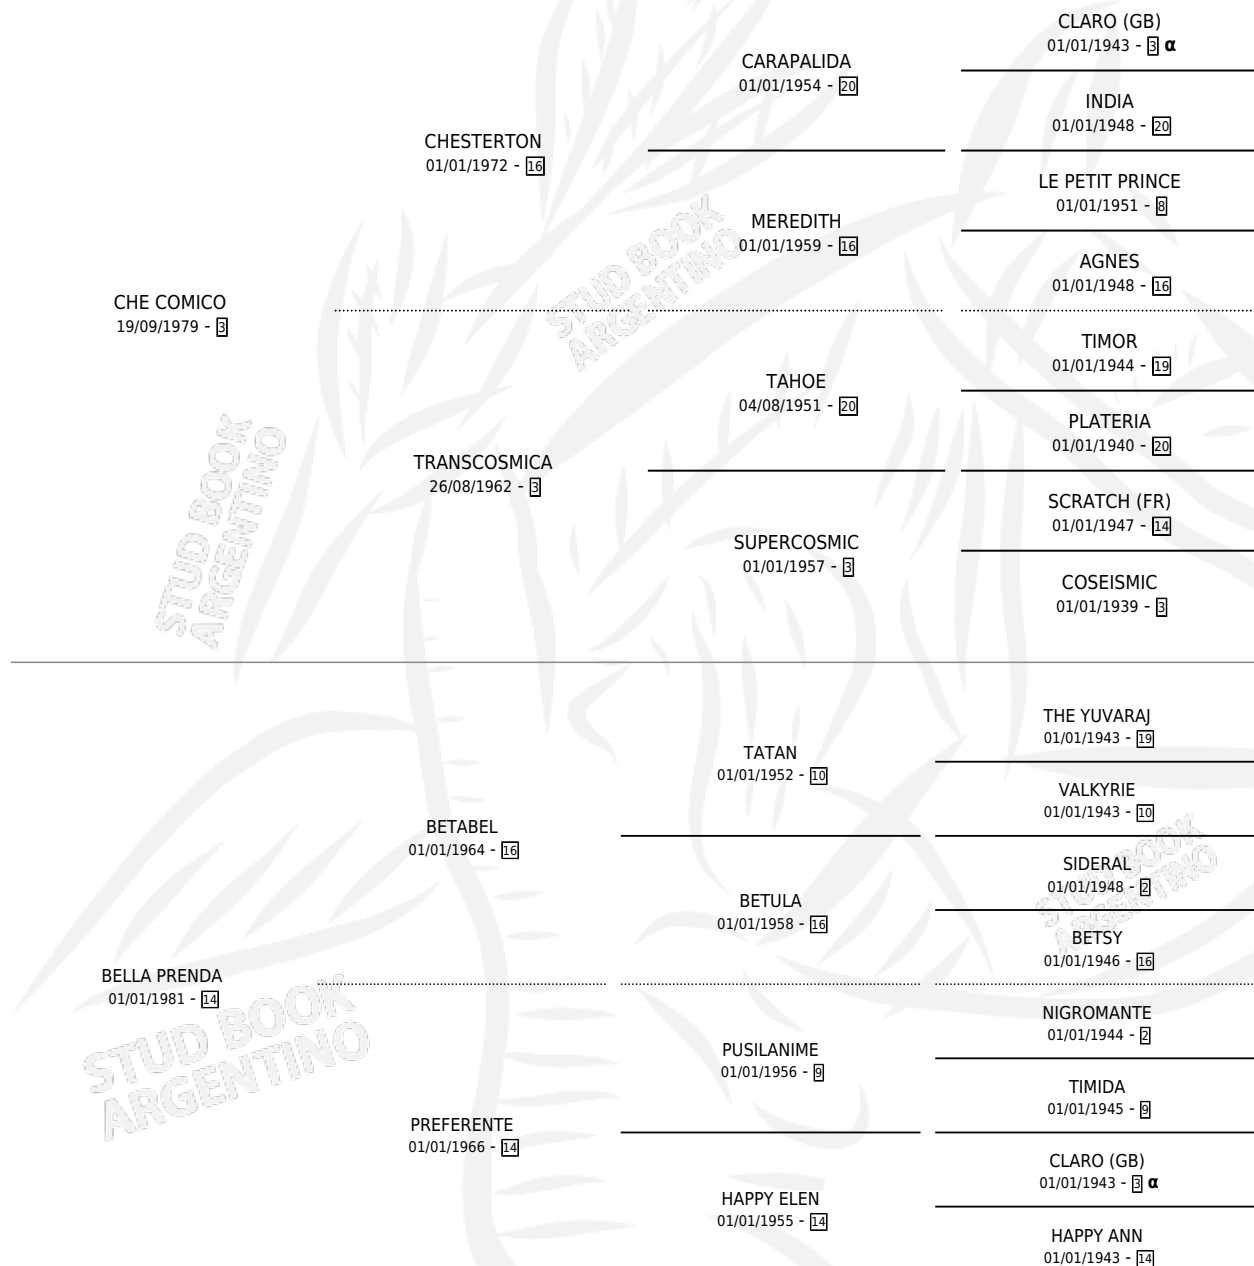 CLARO (GB)
01/01/1943 - 3 α
CARAPALIDA
01/01/1954 - 20
INDIA
01/01/1948 - 20
CHESTERTON
01/01/1972 - 16
LE PETIT PRINCE
01/01/1951 - 8
MEREDITH
01/01/1959 - 16
AGNES
01/01/1948 - 16
CHE COMICO
19/09/1979 - 3
TIMOR
01/01/1944 - 19
TAHOE
04/08/1951 - 20
PLATERIA
01/01/1940 - 20
TRANSCOSMICA
26/08/1962 - 3
SCRATCH (FR)
01/01/1947 - 14
SUPERCOSMIC
01/01/1957 - 3
COSEISMIC
01/01/1939 - 3
THE YUVARAJ
01/01/1943 - 19
TATAN
01/01/1952 - 10
VALKYRIE
01/01/1943 - 10
BETABEL
01/01/1964 - 16
SIDERAL
01/01/1948 - 2
BETULA
01/01/1958 - 16
BETSY
01/01/1946 - 16
BELLA PRENDA
01/01/1981 - 14
NIGROMANTE
01/01/1944 - 2
PUSILANIME
01/01/1956 - 9
TIMIDA
01/01/1945 - 9
PREFERENTE
01/01/1966 - 14
CLARO (GB)
01/01/1943 - 3 α
HAPPY ELEN
01/01/1955 - 14
HAPPY ANN
01/01/1943 - 14
STUD BOOK
ARGENTINO
STUD BOOK
ARGENTINO
STUD BOOK
ARGENTINO
STUD BOOK
ARGENTINO